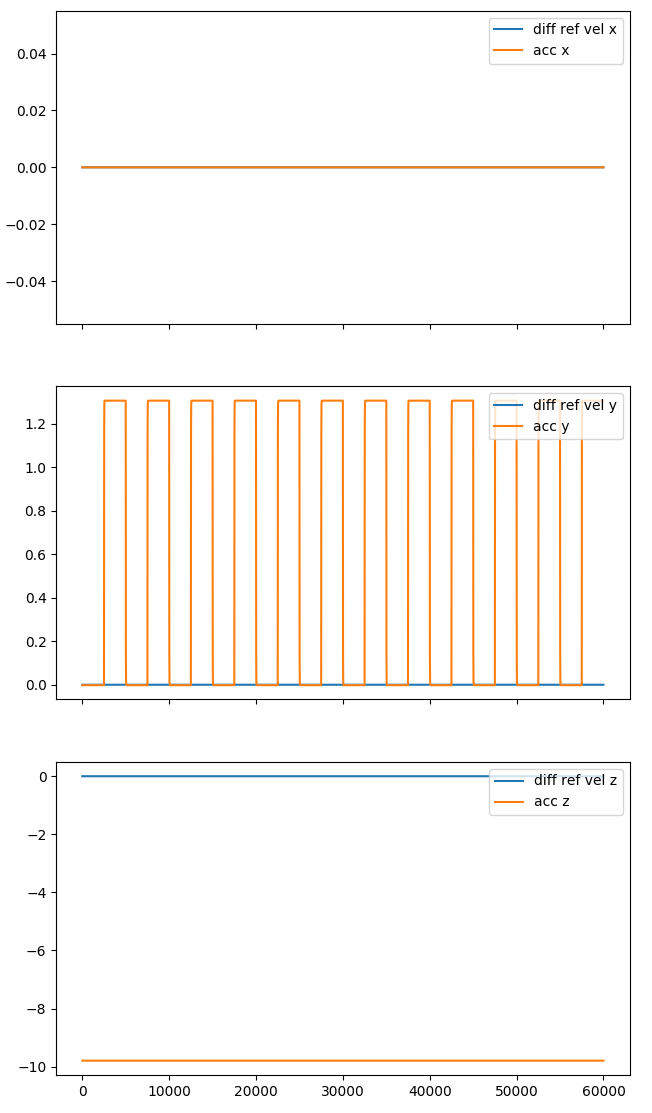 diff ref vel x
acc x
0.04
0.02
0.00
−0.02
−0.04
diff ref vel y
acc y
1.2
1.0
0.8
0.6
0.4
0.2
0.0
diff ref vel z
acc z
0
−2
−4
−6
−8
−10
0 10000 20000 30000 40000 50000 60000